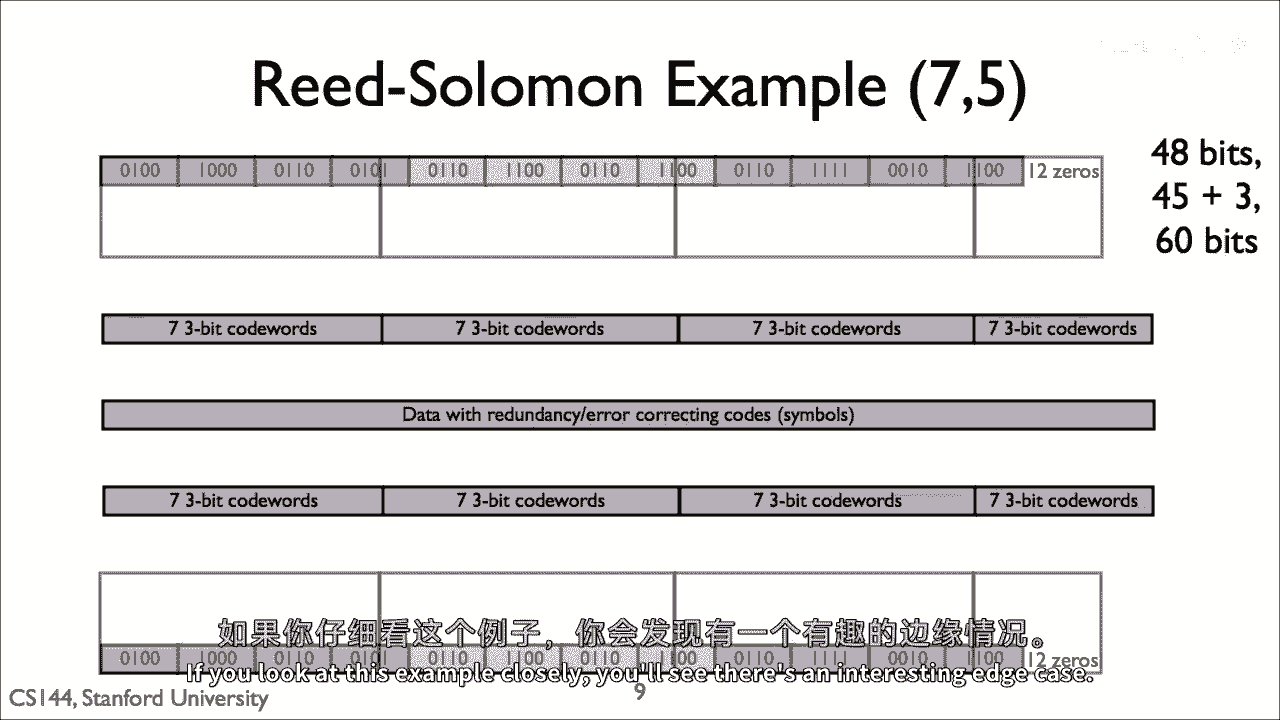 Reed-Solomon Example (7,5)
0100 1000 0110 0101 0110 1100 0110 1100 0110 1111 0010 1100 12 zeros
48 bits,
45 + 3,
60 bits
7 3-bit codewords 7 3-bit codewords 7 3-bit codewords 7 3-bit codewords
Data with redundancy/error correcting codes (symbols)
7 3-bit codewords 7 3-bit codewords 7 3-bit codewords 7 3-bit codewords
如果你仔细看这个例子，你会发现有一个有趣的边缘情况。
0100 1000 0110 0101 0110 1100 0110 1100 0110 1111 0010 1100 12 zeros
If you look at this example closely, you'll see there's an interesting edge case.
CS144, Stanford University
9